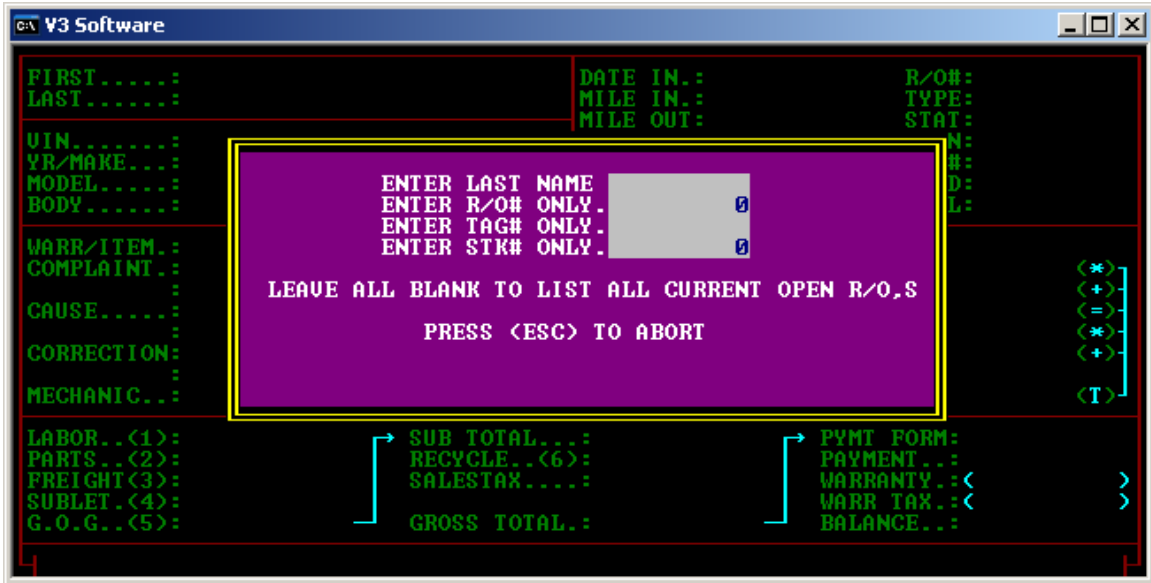 V3 Software
FIRST.....:
LAST......:
DATE IN.:
MILE IN.:
MILE OUT:
R/O#:
TYPE:
STAT:
VIN.......:
YR/MAKE...:
MODEL.....:
BODY......:
N:
#:
D:
L:
ENTER LAST NAME
ENTER R/O# ONLY. 0
ENTER TAG# ONLY.
ENTER STK# ONLY. 0
LEAVE ALL BLANK TO LIST ALL CURRENT OPEN R/O,S
PRESS (ESC) TO ABORT
WARR/ITEM.:
COMPLAINT.: (*)
: (+)
CAUSE.....: (=)
: (*)
CORRECTION: (+)
:
MECHANIC..: (T)
LABOR..(1):
PARTS..(2):
FREIGHT(3):
SUBLET.(4):
G.O.G..(5):
SUB TOTAL...:
RECYCLE..(6):
SALESTAX....:
GROSS TOTAL.:
PYMT FORM:
PAYMENT..:
WARRANTY.:( )
WARR TAX.:( )
BALANCE..: